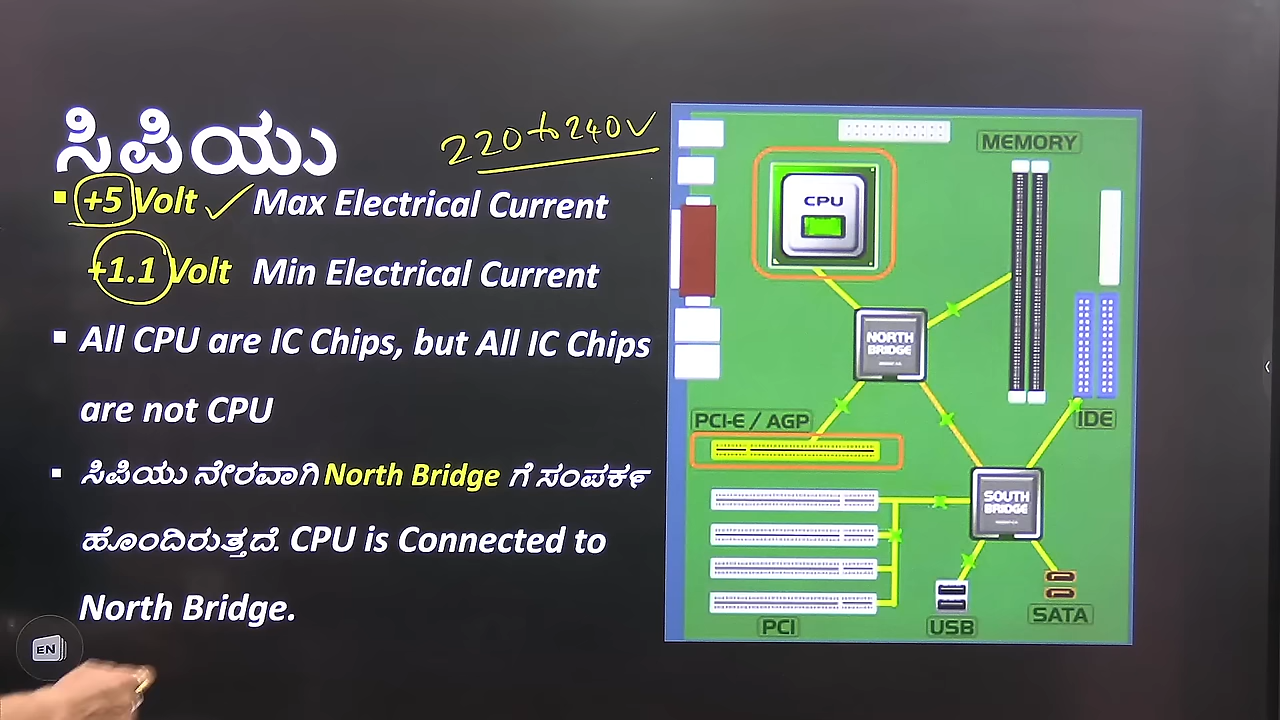 ಸಿಪಿಯು
220 to 240V
▪ +5 Volt ✓ Max Electrical Current
+1.1 Volt Min Electrical Current
▪ All CPU are IC Chips, but All IC Chips
are not CPU
▪ ಸಿಪಿಯು ನೇರವಾಗಿ North Bridge ಗೆ ಸಂಪರ್ಕ
ಹೊಂದಿರುತ್ತದೆ. CPU is Connected to
North Bridge.
EN
MEMORY
CPU
NORTH
BRIDGE
PCI-E / AGP
IDE
SOUTH
BRIDGE
PCI
USB
SATA